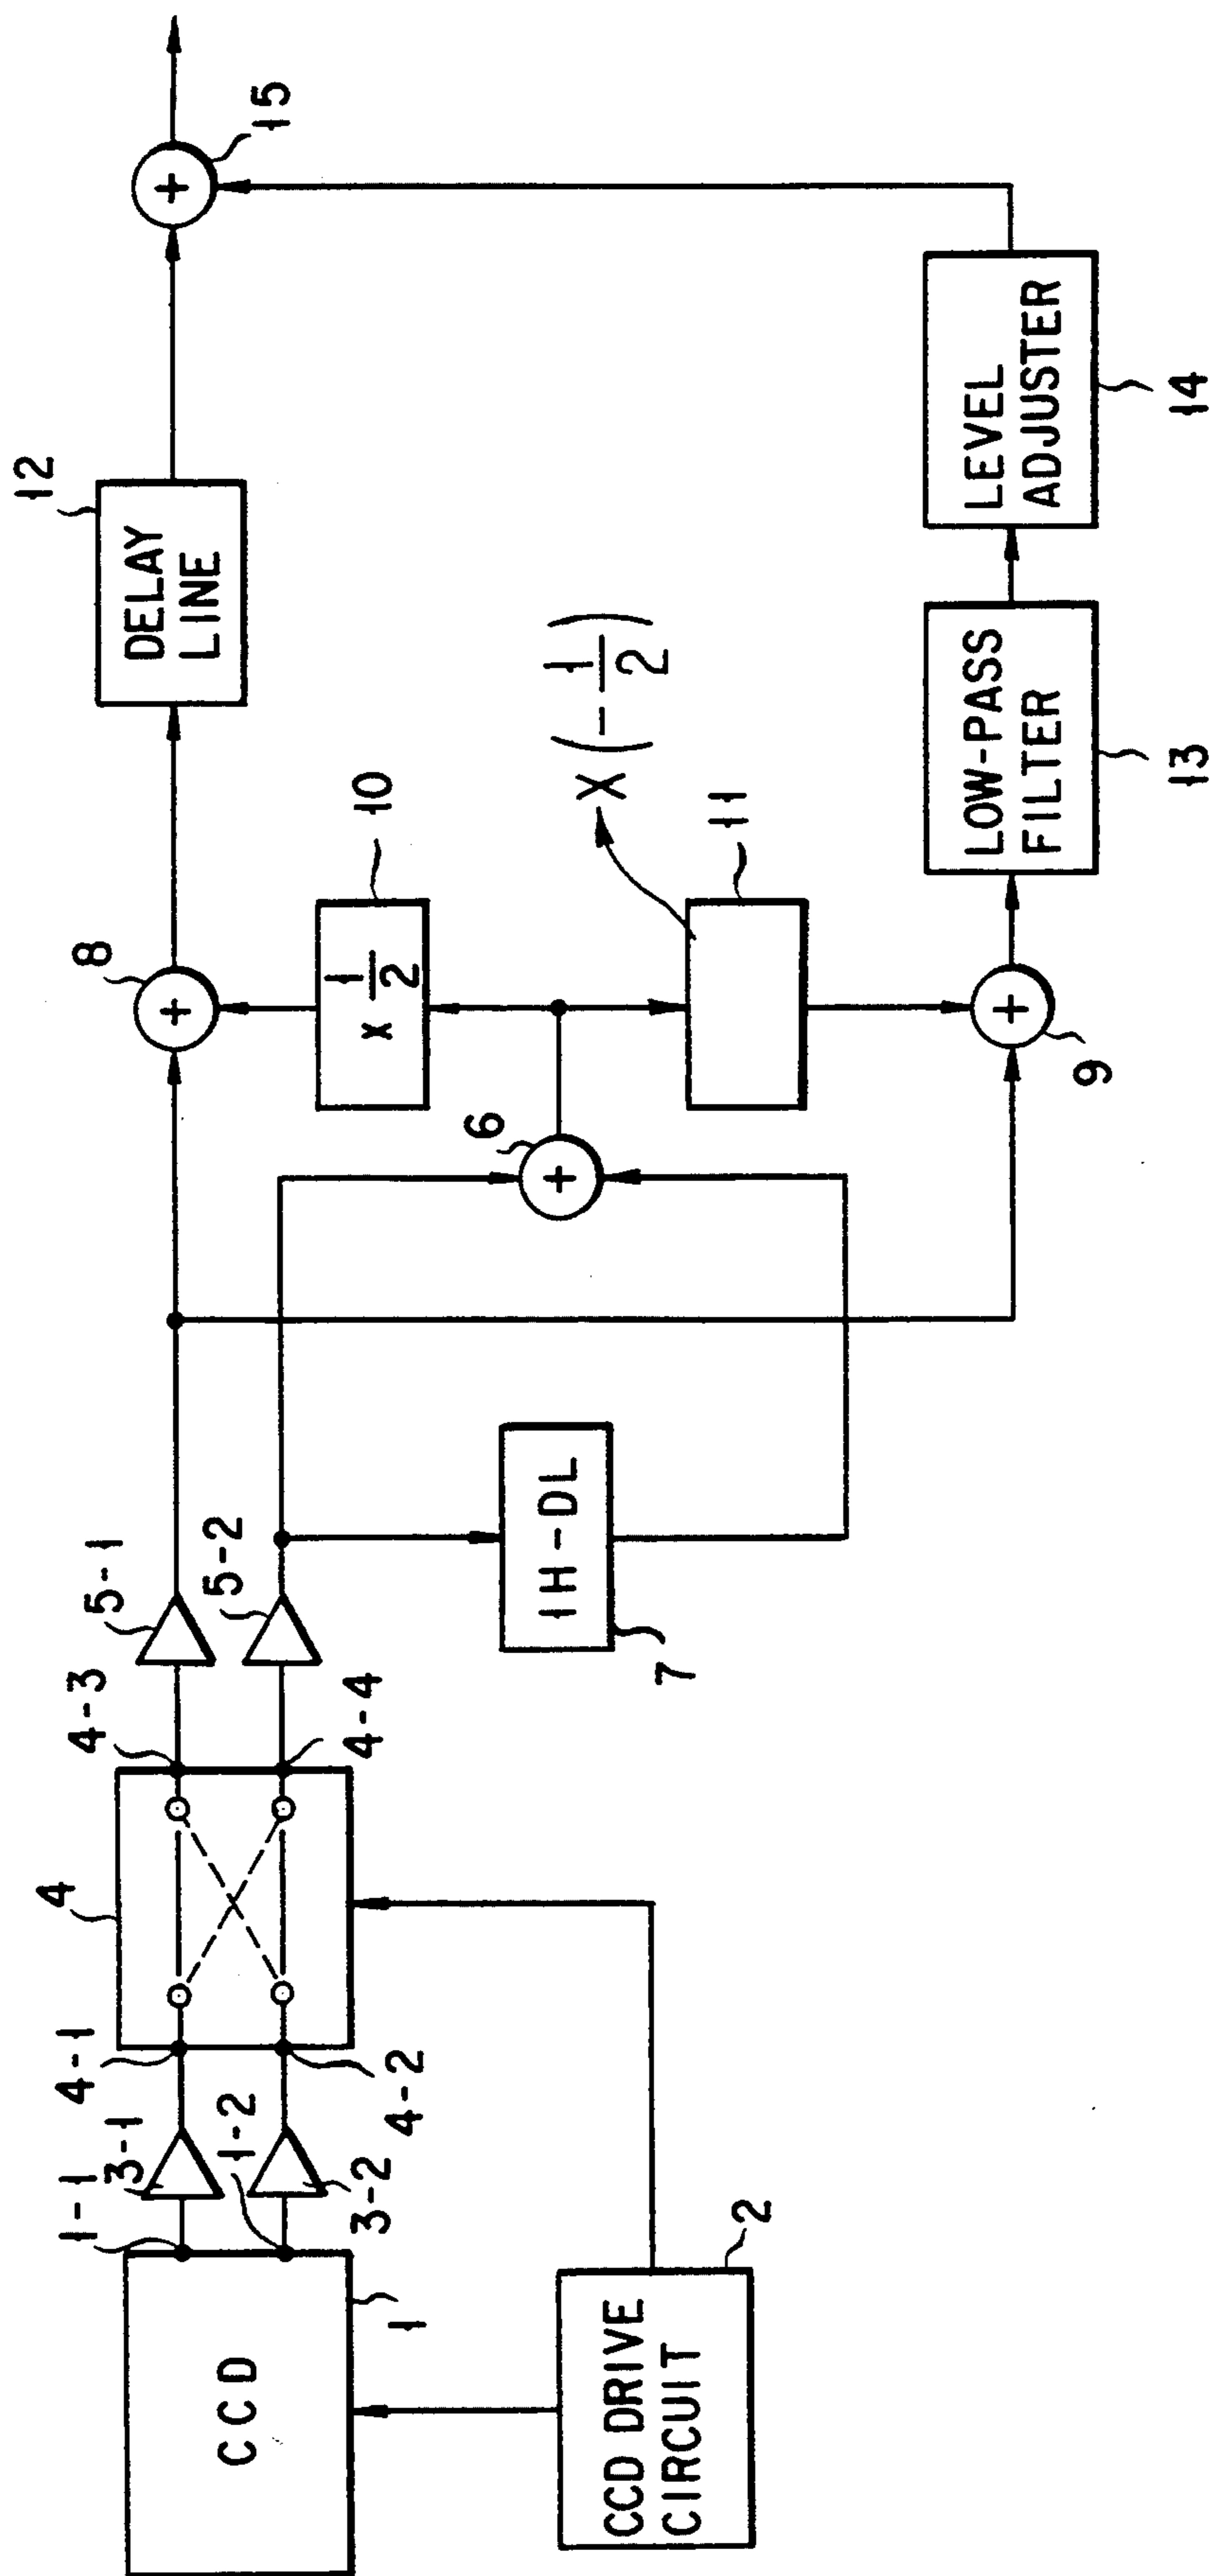 CCD
1
1-1
1-2
CCD DRIVE
CIRCUIT
2
3-1
3-2
4
4-1
4-2
4-3
4-4
5-1
5-2
1H-DL
7
6
+
8
+
x 1/2
10
11
X (-1/2)
9
+
DELAY
LINE
12
LOW-PASS
FILTER
13
LEVEL
ADJUSTER
14
15
+